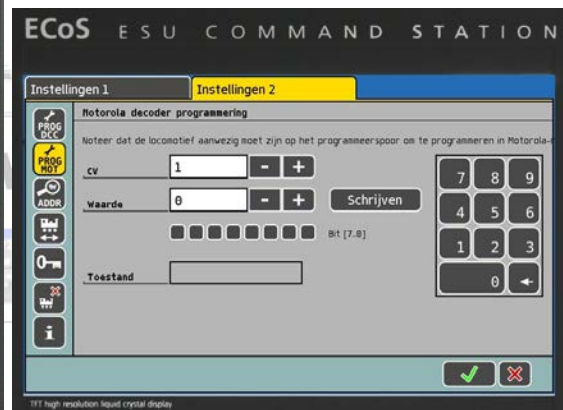 ECoS ESU COMMAND STATION
Instellingen 1 Instellingen 2
PROG DCC
Motorola decoder programmering
Noteer dat de locomotief aanwezig moet zijn op het programmeerspoor om te programmeren in Motorola-
PROG MOT
CV 1 - +
7 8 9
ADDR
Waarde 0 - + Schrijven
4 5 6
Bit [7..0]
1 2 3
Toestand
0 ←
i
TFT high resolution liquid crystal display